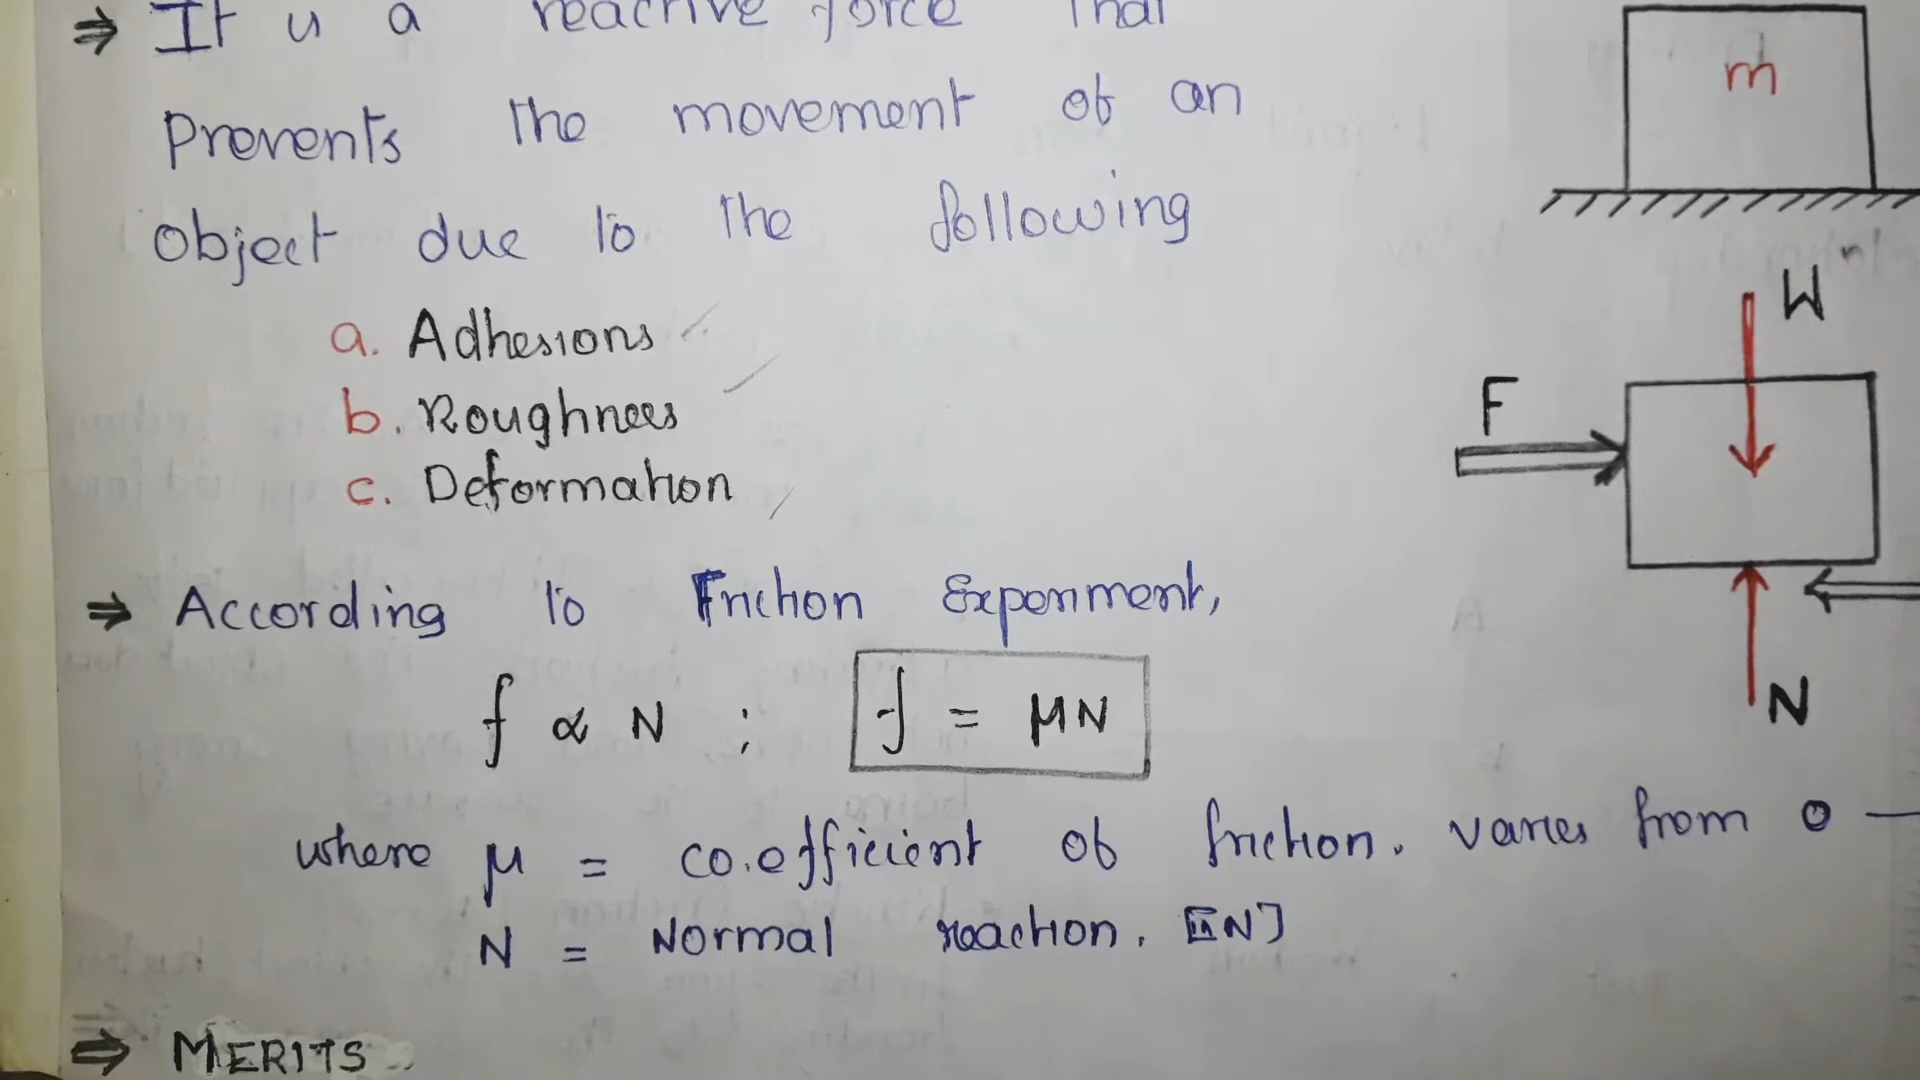 ⇒ It is a reactive force that
m
prevents the movement of an
object due to the following
W
a. Adhesions
F
b. Roughness
c. Deformation
⇒ According to Friction Experiment,
f ∝ N ; f = μN
N
where μ = co.efficient of friction. varies from 0 —
N = Normal reaction. [N]
⇒ MERITS